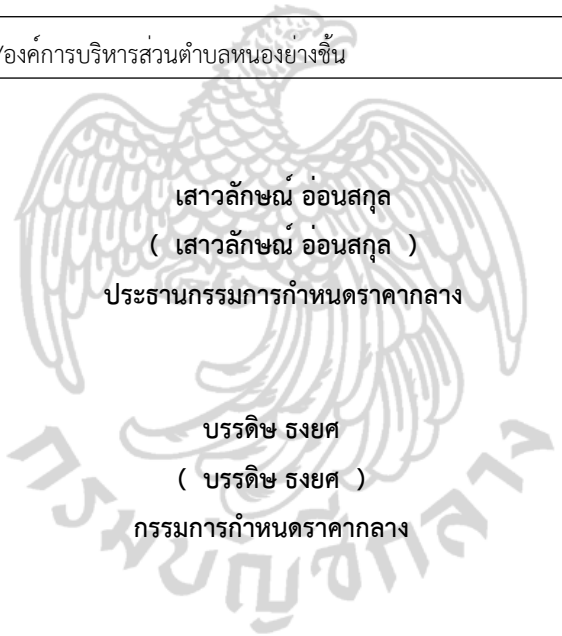 /องค์การบริหารส่วนตำบลหนองย่างชิ้น
เสาวลักษณ์ อ่อนสกุล
( เสาวลักษณ์ อ่อนสกุล )
ประธานกรรมการกำหนดราคากลาง
บรรดิษ ธงยศ
( บรรดิษ ธงยศ )
กรรมการกำหนดราคากลาง
กรมบัญชีกลาง